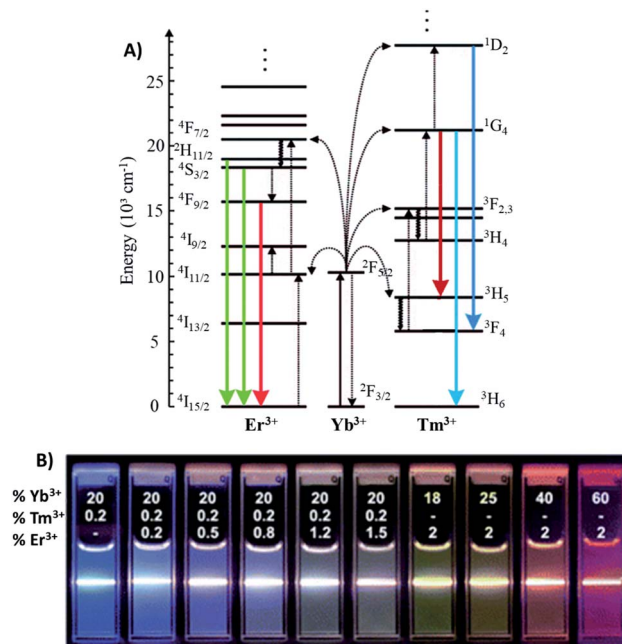 A)
Energy (10³ cm⁻¹)
25
20
15
10
5
0
⁴F₇/₂
²H₁₁/₂
⁴S₃/₂
⁴F₉/₂
⁴I₉/₂
⁴I₁₁/₂
⁴I₁₃/₂
⁴I₁₅/₂
Er³⁺
²F₅/₂
²F₃/₂
Yb³⁺
¹D₂
¹G₄
³F₂,₃
³H₄
³H₅
³F₄
³H₆
Tm³⁺
B)
% Yb³⁺ 20 20 20 20 20 20 18 25 40 60
% Tm³⁺ 0.2 0.2 0.2 0.2 0.2 0.2 - - - -
% Er³⁺ - 0.2 0.5 0.8 1.2 1.5 2 2 2 2